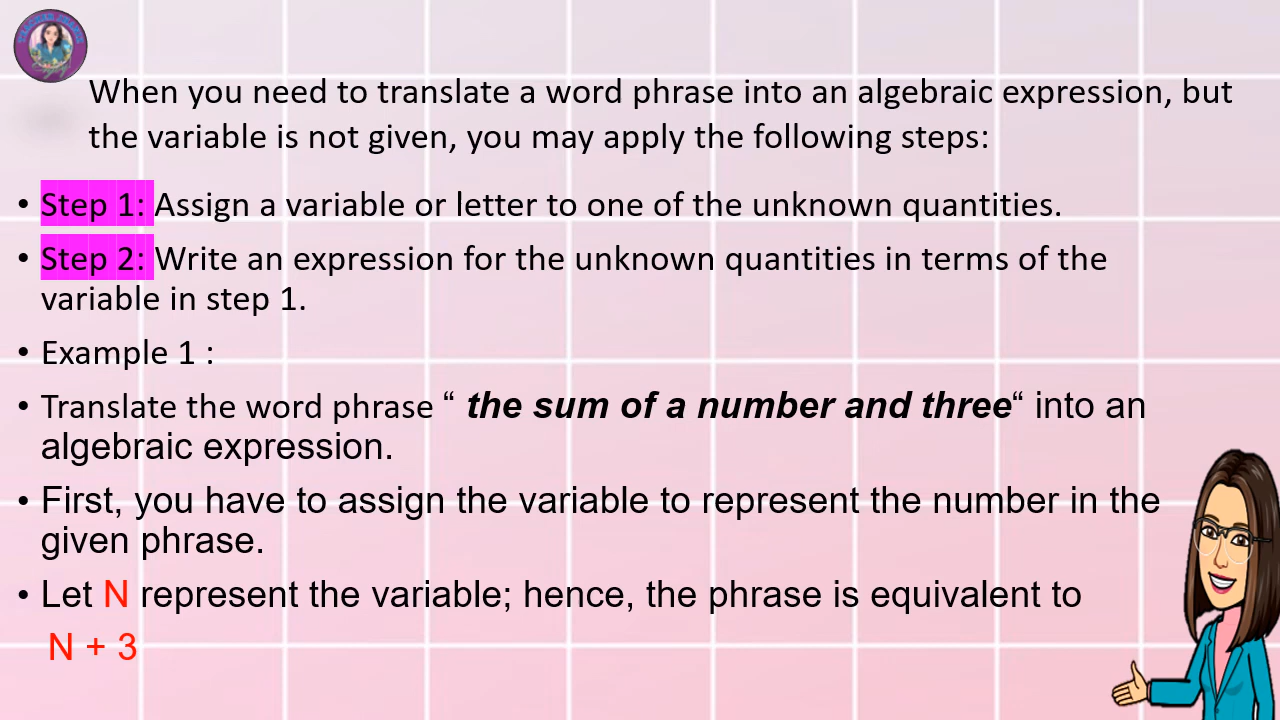 When you need to translate a word phrase into an algebraic expression, but
the variable is not given, you may apply the following steps:
• Step 1: Assign a variable or letter to one of the unknown quantities.
• Step 2: Write an expression for the unknown quantities in terms of the
variable in step 1.
• Example 1 :
• Translate the word phrase “ the sum of a number and three“ into an
algebraic expression.
• First, you have to assign the variable to represent the number in the
given phrase.
• Let N represent the variable; hence, the phrase is equivalent to
N + 3